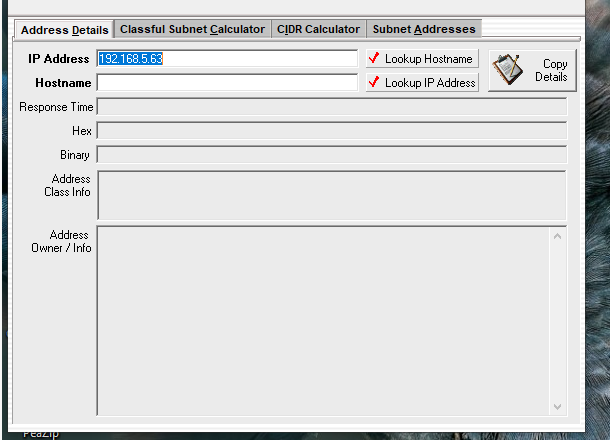 Address Details Classful Subnet Calculator CIDR Calculator Subnet Addresses
IP Address 192.168.5.63 Lookup Hostname
Hostname Lookup IP Address
Copy
Details
Response Time
Hex
Binary
Address
Class Info
Address
Owner / Info
PeaZip